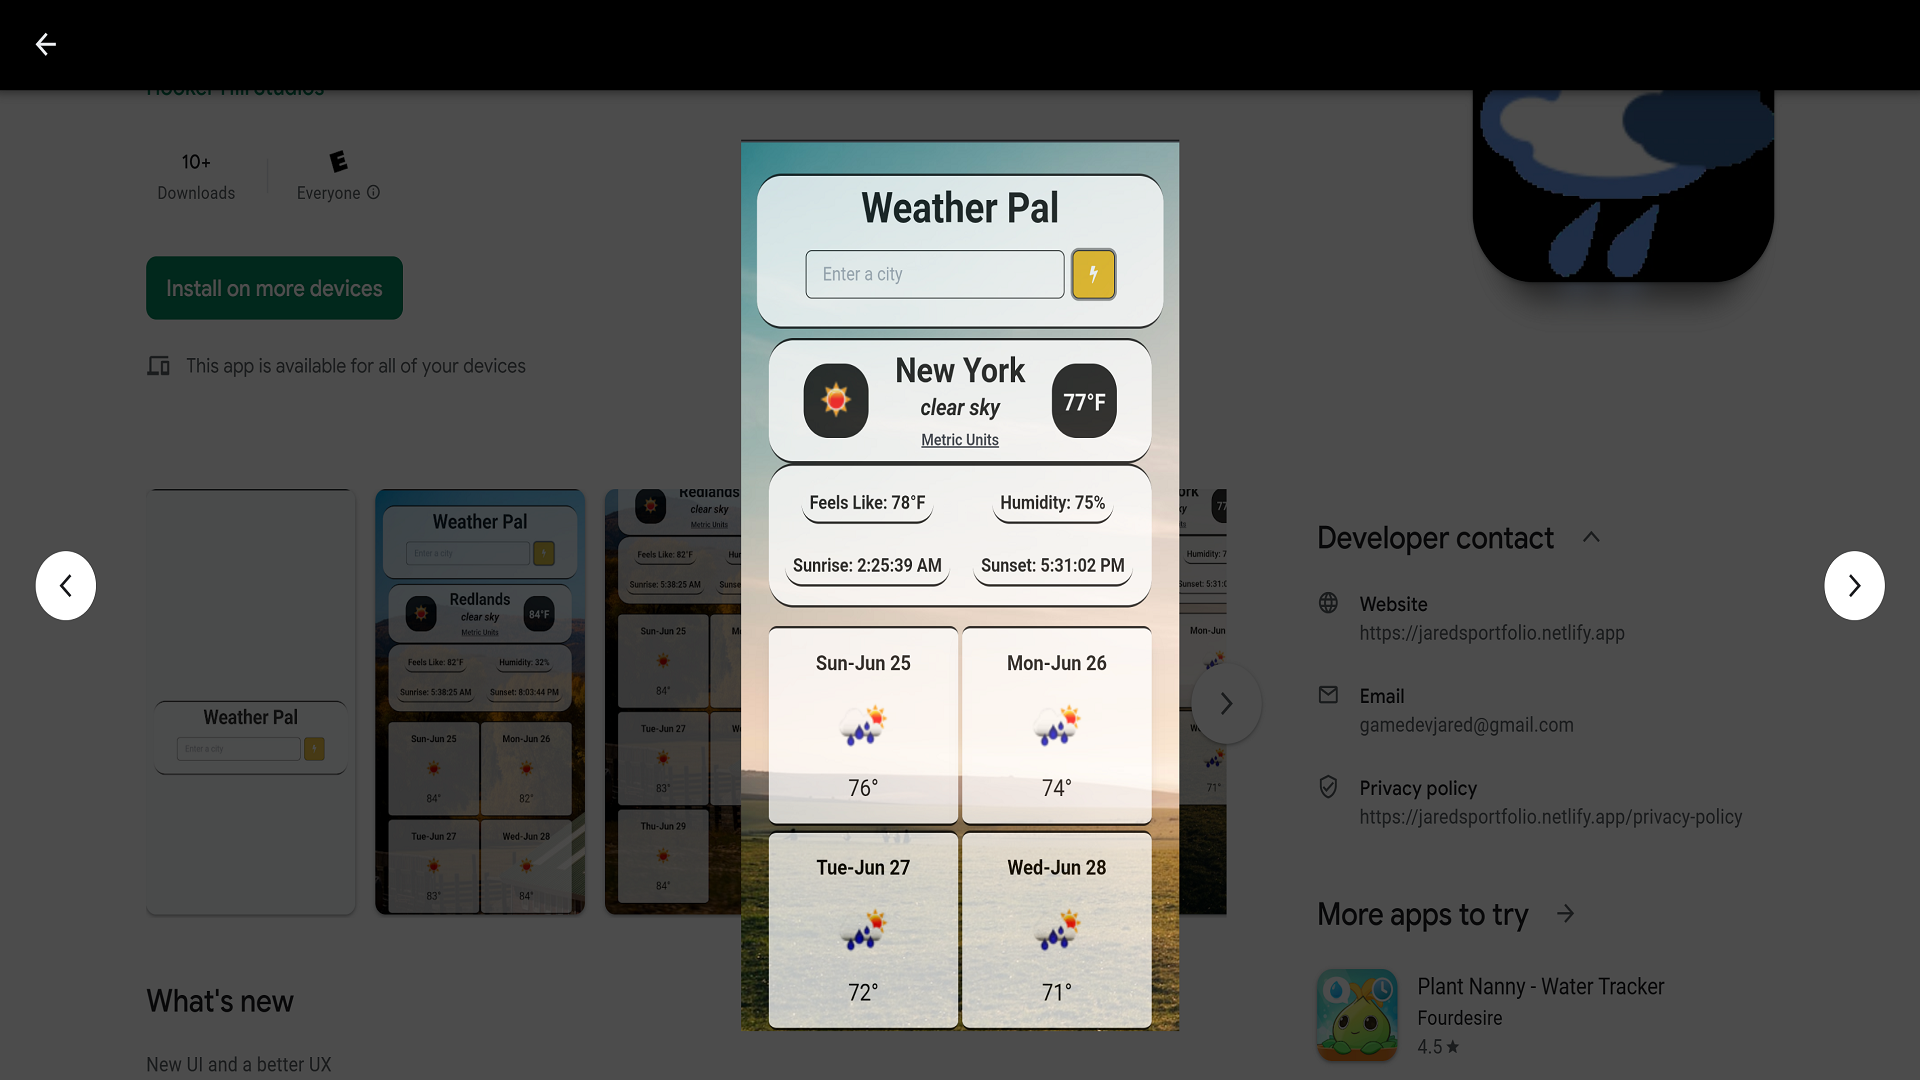 Hooker Hill Studios
10+
Downloads
E
Everyone
Install on more devices
This app is available for all of your devices
Weather Pal
Enter a city
Weather Pal
Enter a city
Redlands
clear sky
Metric Units
84°F
Feels Like: 82°F
Humidity: 32%
Sunrise: 5:38:25 AM
Sunset: 8:03:44 PM
Sun-Jun 25
84°
Mon-Jun 26
82°
Tue-Jun 27
83°
Wed-Jun 28
84°
Redlands
clear sky
Metric Units
Feels Like: 82°F
Sunrise: 5:38:25 AM
Sun-Jun 25
84°
Tue-Jun 27
83°
Thu-Jun 29
84°
Weather Pal
Enter a city
New York
clear sky
Metric Units
77°F
Feels Like: 78°F
Humidity: 75%
Sunrise: 2:25:39 AM
Sunset: 5:31:02 PM
Sun-Jun 25
Mon-Jun 26
76°
74°
Tue-Jun 27
Wed-Jun 28
72°
71°
Mon-Jun
71°
What's new
New UI and a better UX
Developer contact
Website
https://jaredsportfolio.netlify.app
Email
gamedevjared@gmail.com
Privacy policy
https://jaredsportfolio.netlify.app/privacy-policy
More apps to try
Plant Nanny - Water Tracker
Fourdesire
4.5★